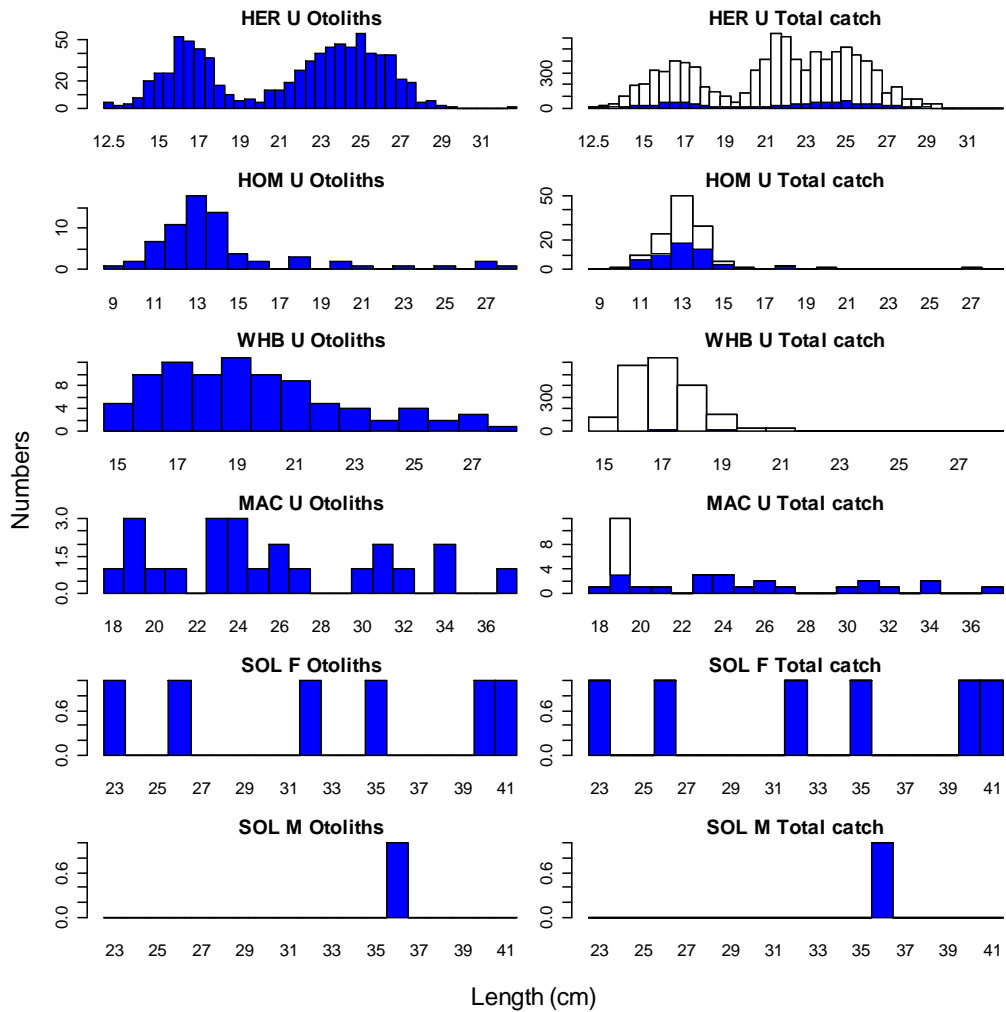 HER U Otoliths
0 20 50
12.5 15 17 19 21 23 25 27 29 31
HER U Total catch
0 300
12.5 15 17 19 21 23 25 27 29 31
HOM U Otoliths
0 10
9 11 13 15 17 19 21 23 25 27
HOM U Total catch
0 20 50
9 11 13 15 17 19 21 23 25 27
WHB U Otoliths
0 4 8
15 17 19 21 23 25 27
WHB U Total catch
0 300
15 17 19 21 23 25 27
Numbers
MAC U Otoliths
0.0 1.5 3.0
18 20 22 24 26 28 30 32 34 36
MAC U Total catch
0 4 8
18 20 22 24 26 28 30 32 34 36
SOL F Otoliths
0.0 0.6
23 25 27 29 31 33 35 37 39 41
SOL F Total catch
0.0 0.6
23 25 27 29 31 33 35 37 39 41
SOL M Otoliths
0.0 0.6
23 25 27 29 31 33 35 37 39 41
SOL M Total catch
0.0 0.6
23 25 27 29 31 33 35 37 39 41
Length (cm)